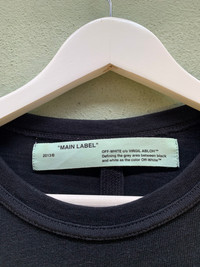 "MAIN LABEL"
OFF-WHITE c/o VIRGIL ABLOH™
Defining the grey area between black
and white as the color Off-White™